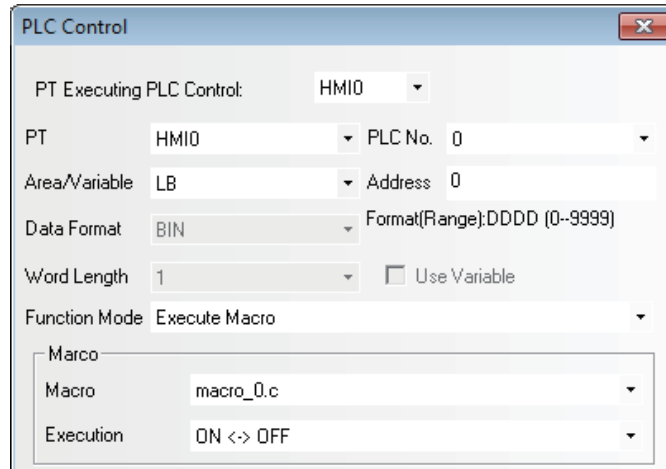 PLC Control
PT Executing PLC Control: HMI0
PT HMI0 PLC No. 0
Area/Variable LB Address 0
Data Format BIN Format(Range):DDDD (0--9999)
Word Length 1 Use Variable
Function Mode Execute Macro
Marco
Macro macro_0.c
Execution ON <-> OFF